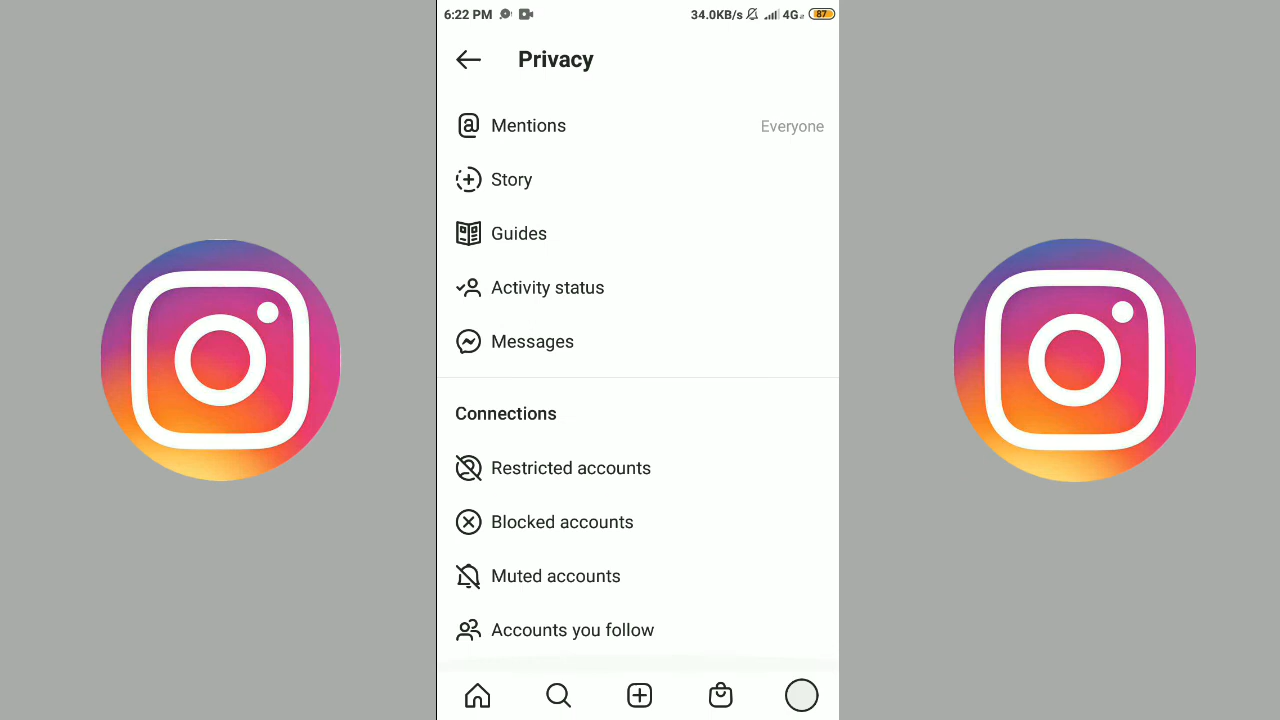 6:22 PM 34.0KB/s 4G 87
Privacy
Mentions Everyone
Story
Guides
Activity status
Messages
Connections
Restricted accounts
Blocked accounts
Muted accounts
Accounts you follow